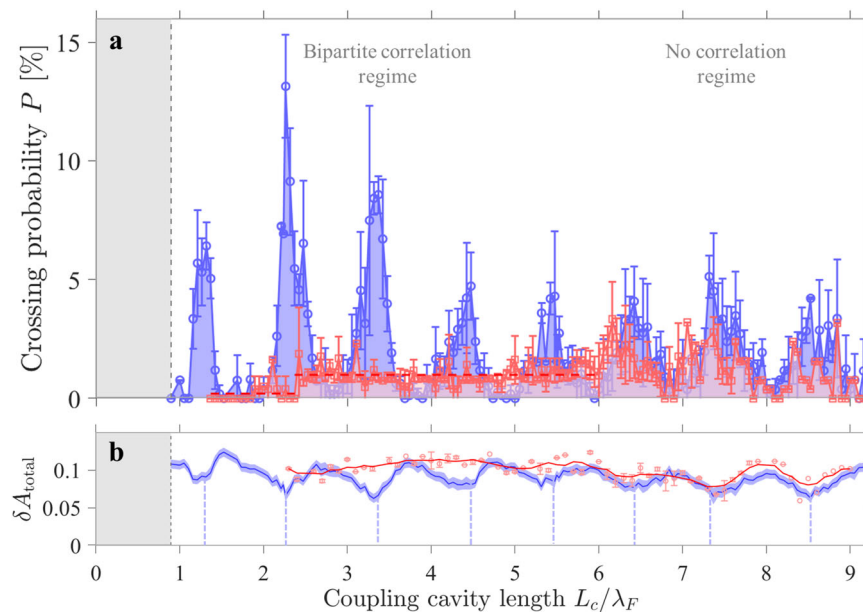 a
Bipartite correlation
regime
No correlation
regime
Crossing probability P [%]
15
10
5
0
b
δA_total
0.10
0.05
0
0 1 2 3 4 5 6 7 8 9
Coupling cavity length L_c/λ_F